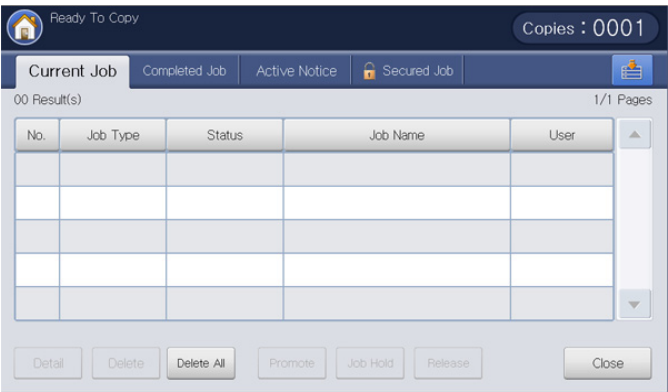 Ready To Copy
Copies : 0001
Current Job Completed Job Active Notice Secured Job
00 Result(s) 1/1 Pages
No. Job Type Status Job Name User
Detail Delete Delete All Promote Job Hold Release Close